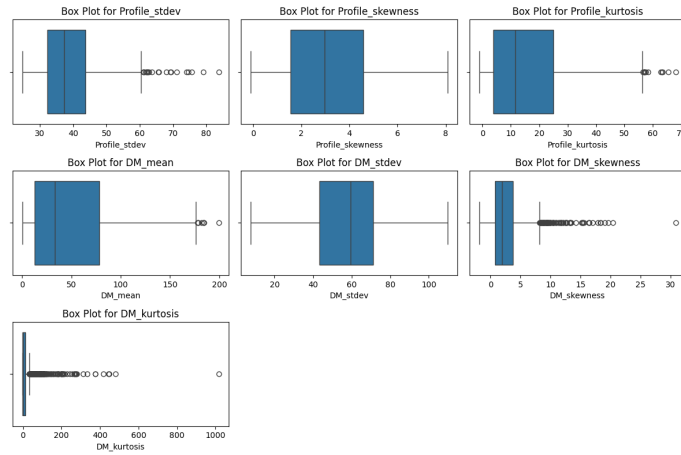 Box Plot for Profile_stdev
30 40 50 60 70 80
Profile_stdev
Box Plot for Profile_skewness
0 2 4 6 8
Profile_skewness
Box Plot for Profile_kurtosis
0 10 20 30 40 50 60
Profile_kurtosis
Box Plot for DM_mean
0 50 100 150 200
DM_mean
Box Plot for DM_stdev
20 40 60 80 100
DM_stdev
Box Plot for DM_skewness
0 5 10 15 20 25 30
DM_skewness
Box Plot for DM_kurtosis
0 200 400 600 800 1000
DM_kurtosis